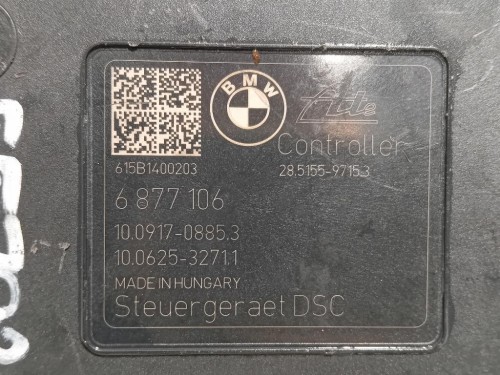 BMW
Ate
Controller
615B1400203
28.5155-9715.3
6 877 106
10.0917-0885.3
10.0625-3271.1
MADE IN HUNGARY
Steuergeraet DSC